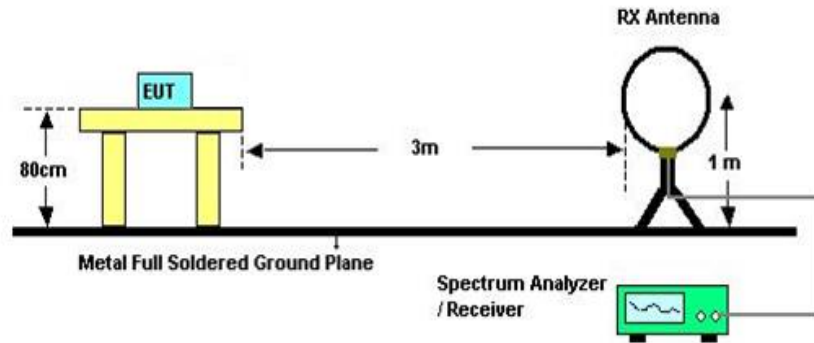 RX Antenna
EUT
3m
80cm
1 m
Metal Full Soldered Ground Plane
Spectrum Analyzer
/ Receiver